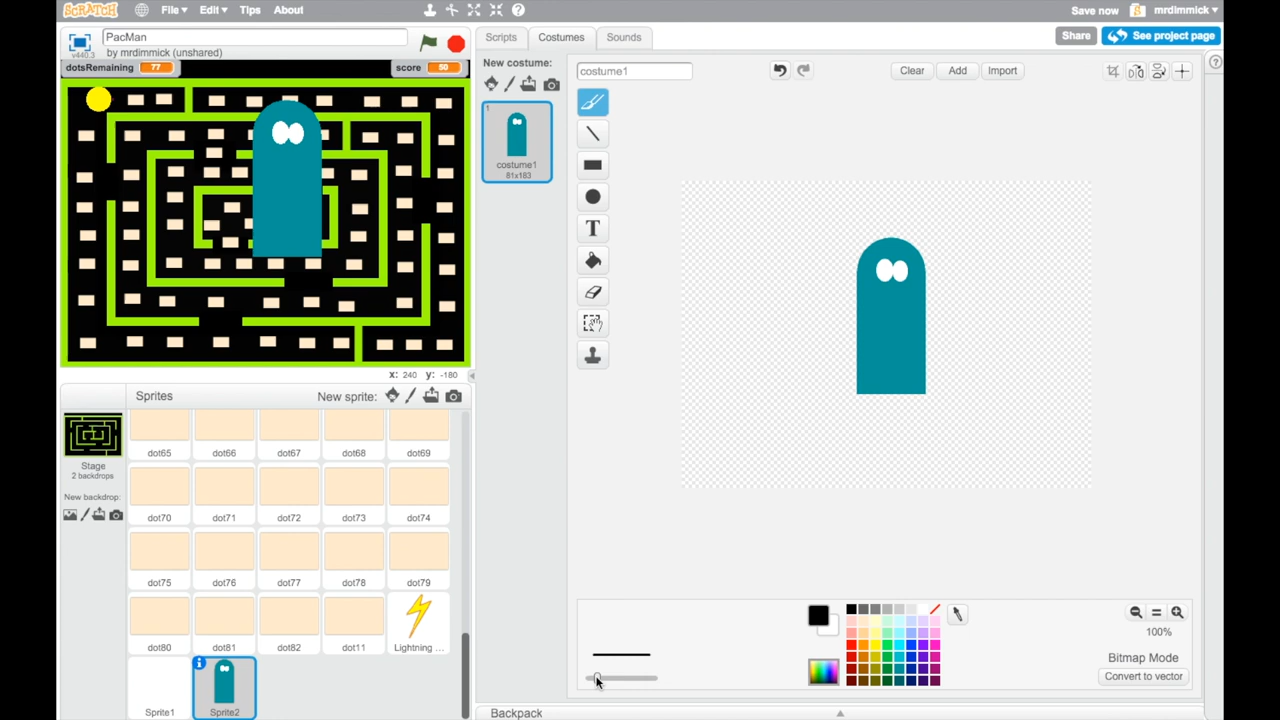 SCRATCH File Edit Tips About Save now mrdimmick
v440.3 PacMan
by mrdimmick (unshared)
dotsRemaining 77 score 50
x: 240 y: -180
Sprites New sprite:
dot65 dot66 dot67 dot68 dot69
dot70 dot71 dot72 dot73 dot74
dot75 dot76 dot77 dot78 dot79
dot80 dot81 dot82 dot11 Lightning ...
Sprite1 Sprite2
Stage
2 backdrops
New backdrop:
Scripts Costumes Sounds
Share See project page
New costume:
1
costume1
81x183
costume1 Clear Add Import
T
100%
Bitmap Mode
Convert to vector
Backpack